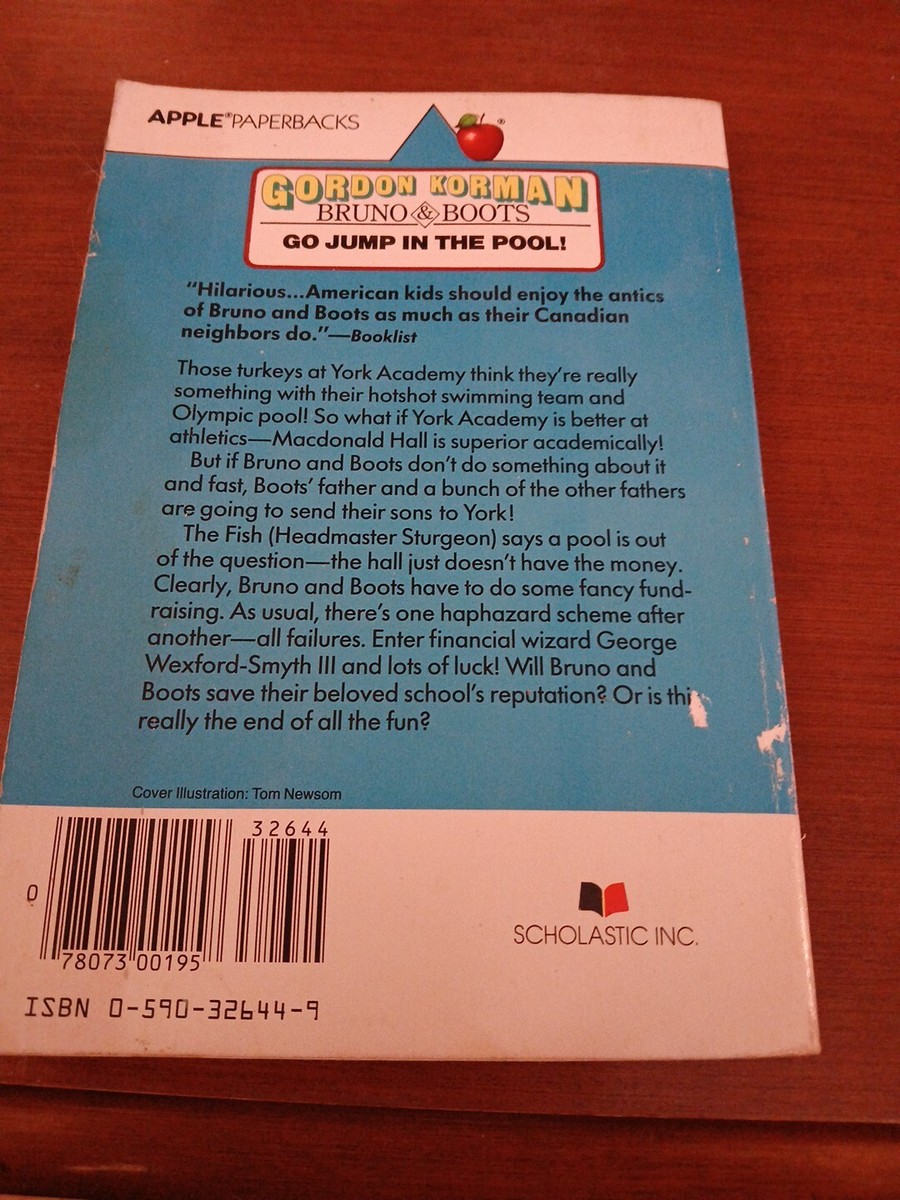 APPLE®PAPERBACKS
®
GORDON KORMAN
BRUNO & BOOTS
GO JUMP IN THE POOL!
"Hilarious...American kids should enjoy the antics
of Bruno and Boots as much as their Canadian
neighbors do."—Booklist
Those turkeys at York Academy think they're really
something with their hotshot swimming team and
Olympic pool! So what if York Academy is better at
athletics—Macdonald Hall is superior academically!
But if Bruno and Boots don't do something about it
and fast, Boots' father and a bunch of the other fathers
are going to send their sons to York!
The Fish (Headmaster Sturgeon) says a pool is out
of the question—the hall just doesn't have the money.
Clearly, Bruno and Boots have to do some fancy fund-
raising. As usual, there's one haphazard scheme after
another—all failures. Enter financial wizard George
Wexford-Smyth III and lots of luck! Will Bruno and
Boots save their beloved school's reputation? Or is thi
really the end of all the fun?
Cover Illustration: Tom Newsom
32644
0
78073 00195
SCHOLASTIC INC.
ISBN 0-590-32644-9